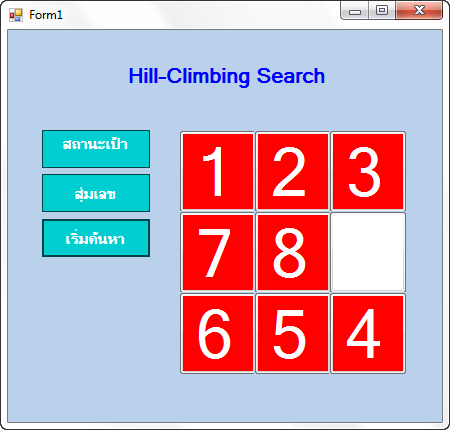 Form1
Hill-Climbing Search
สถานะเป้า
สุ่มเลข
เริ่มค้นหา
1 2 3
7 8
6 5 4